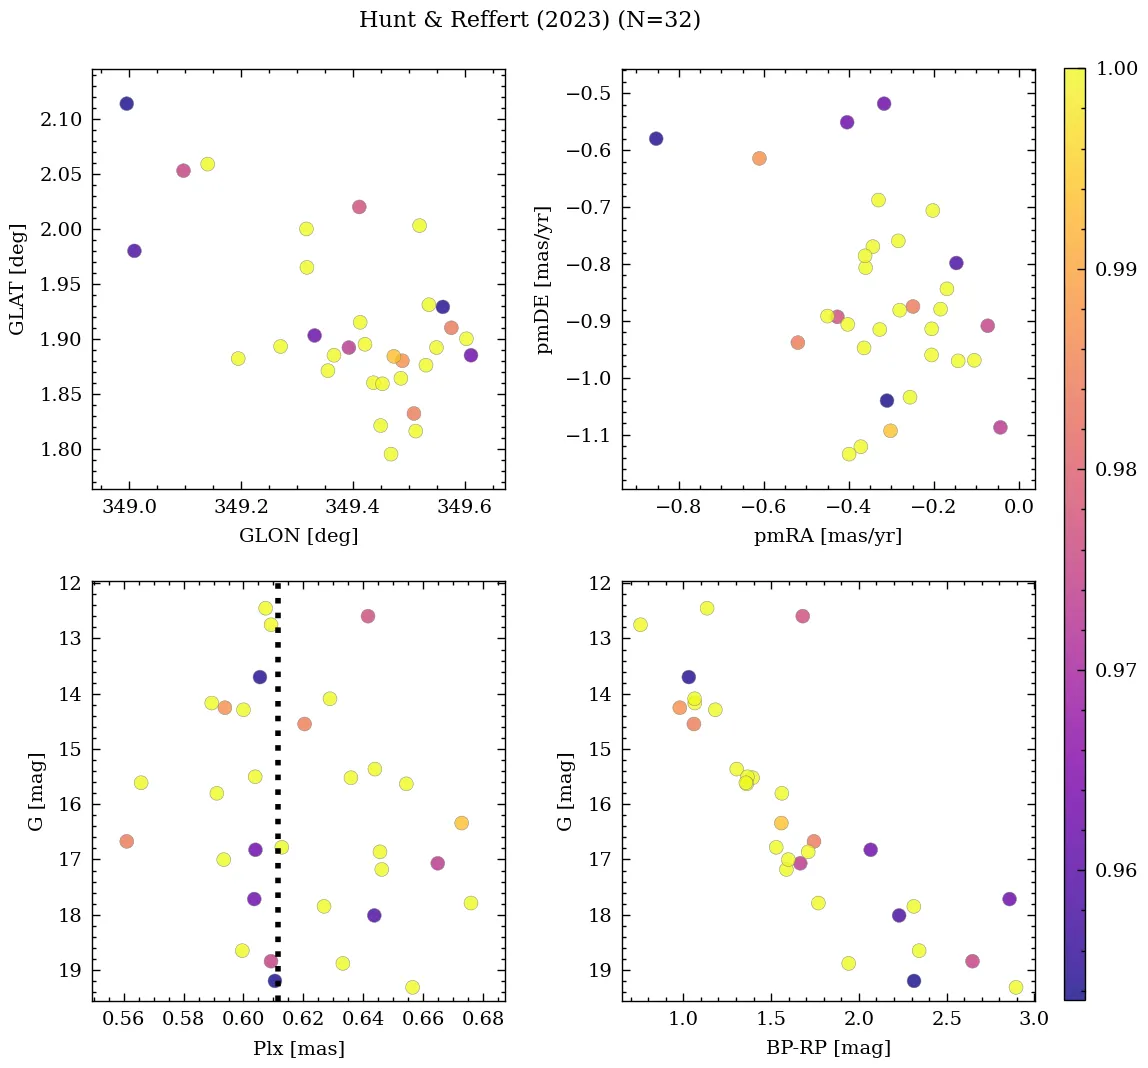 Hunt & Reffert (2023) (N=32)
2.10
2.05
2.00
1.95
1.90
1.85
1.80
GLAT [deg]
349.0 349.2 349.4 349.6
GLON [deg]
−0.5
−0.6
−0.7
−0.8
−0.9
−1.0
−1.1
pmDE [mas/yr]
−0.8 −0.6 −0.4 −0.2 0.0
pmRA [mas/yr]
12
13
14
15
16
17
18
19
G [mag]
0.56 0.58 0.60 0.62 0.64 0.66 0.68
Plx [mas]
12
13
14
15
16
17
18
19
G [mag]
1.0 1.5 2.0 2.5 3.0
BP-RP [mag]
1.00
0.99
0.98
0.97
0.96